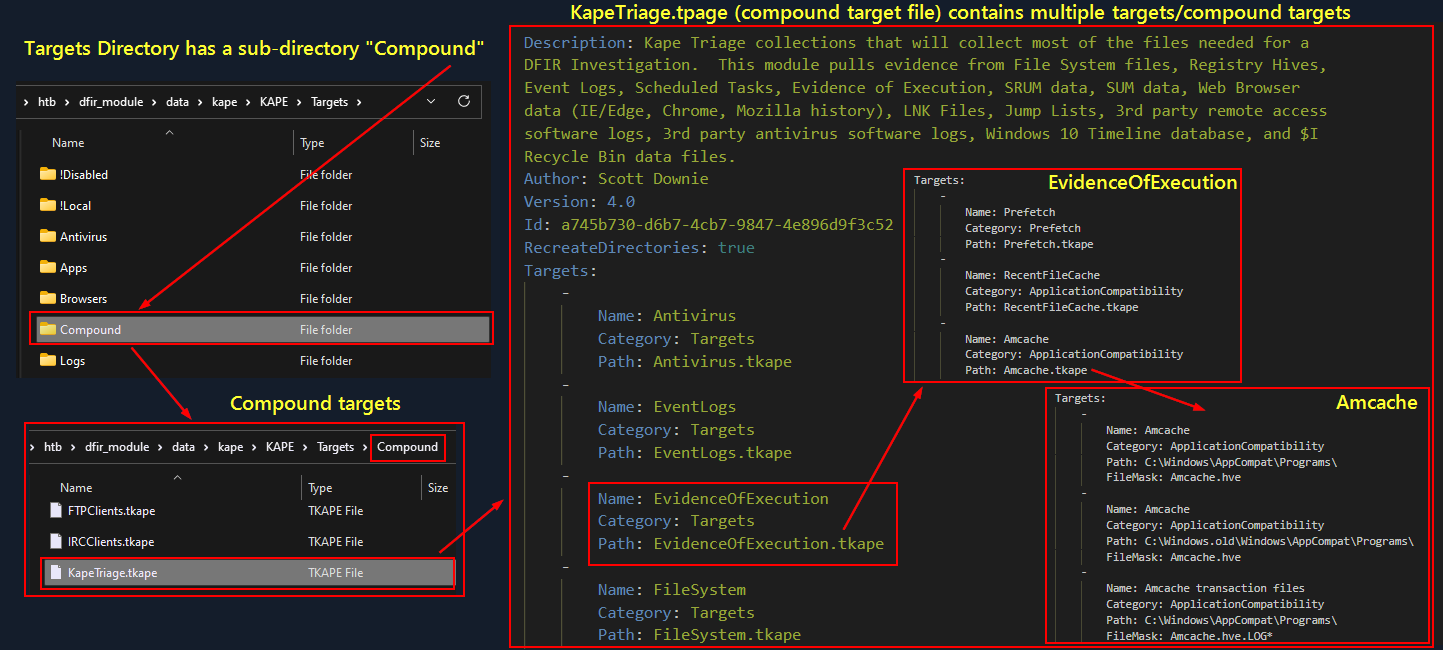 KapeTriage.tpage (compound target file) contains multiple targets/compound targets
Targets Directory has a sub-directory "Compound"
› htb › dfir_module › data › kape › KAPE › Targets ›
Name Type Size
!Disabled File folder
!Local File folder
Antivirus File folder
Apps File folder
Browsers File folder
Compound File folder
Logs File folder
Compound targets
› htb › dfir_module › data › kape › KAPE › Targets › Compound
Name Type Size
FTPClients.tkape TKAPE File
IRCClients.tkape TKAPE File
KapeTriage.tkape TKAPE File
Description: Kape Triage collections that will collect most of the files needed for a
DFIR Investigation. This module pulls evidence from File System files, Registry Hives,
Event Logs, Scheduled Tasks, Evidence of Execution, SRUM data, SUM data, Web Browser
data (IE/Edge, Chrome, Mozilla history), LNK Files, Jump Lists, 3rd party remote access
software logs, 3rd party antivirus software logs, Windows 10 Timeline database, and $I
Recycle Bin data files.
Author: Scott Downie
Version: 4.0
Id: a745b730-d6b7-4cb7-9847-4e896d9f3c52
RecreateDirectories: true
Targets:
-
Name: Antivirus
Category: Targets
Path: Antivirus.tkape
-
Name: EventLogs
Category: Targets
Path: EventLogs.tkape
-
Name: EvidenceOfExecution
Category: Targets
Path: EvidenceOfExecution.tkape
-
Name: FileSystem
Category: Targets
Path: FileSystem.tkape
EvidenceOfExecution
Targets:
-
Name: Prefetch
Category: Prefetch
Path: Prefetch.tkape
-
Name: RecentFileCache
Category: ApplicationCompatibility
Path: RecentFileCache.tkape
-
Name: Amcache
Category: ApplicationCompatibility
Path: Amcache.tkape
Amcache
Targets:
-
Name: Amcache
Category: ApplicationCompatibility
Path: C:\Windows\AppCompat\Programs\
FileMask: Amcache.hve
-
Name: Amcache
Category: ApplicationCompatibility
Path: C:\Windows.old\Windows\AppCompat\Programs\
FileMask: Amcache.hve
-
Name: Amcache transaction files
Category: ApplicationCompatibility
Path: C:\Windows\AppCompat\Programs\
FileMask: Amcache.hve.LOG*